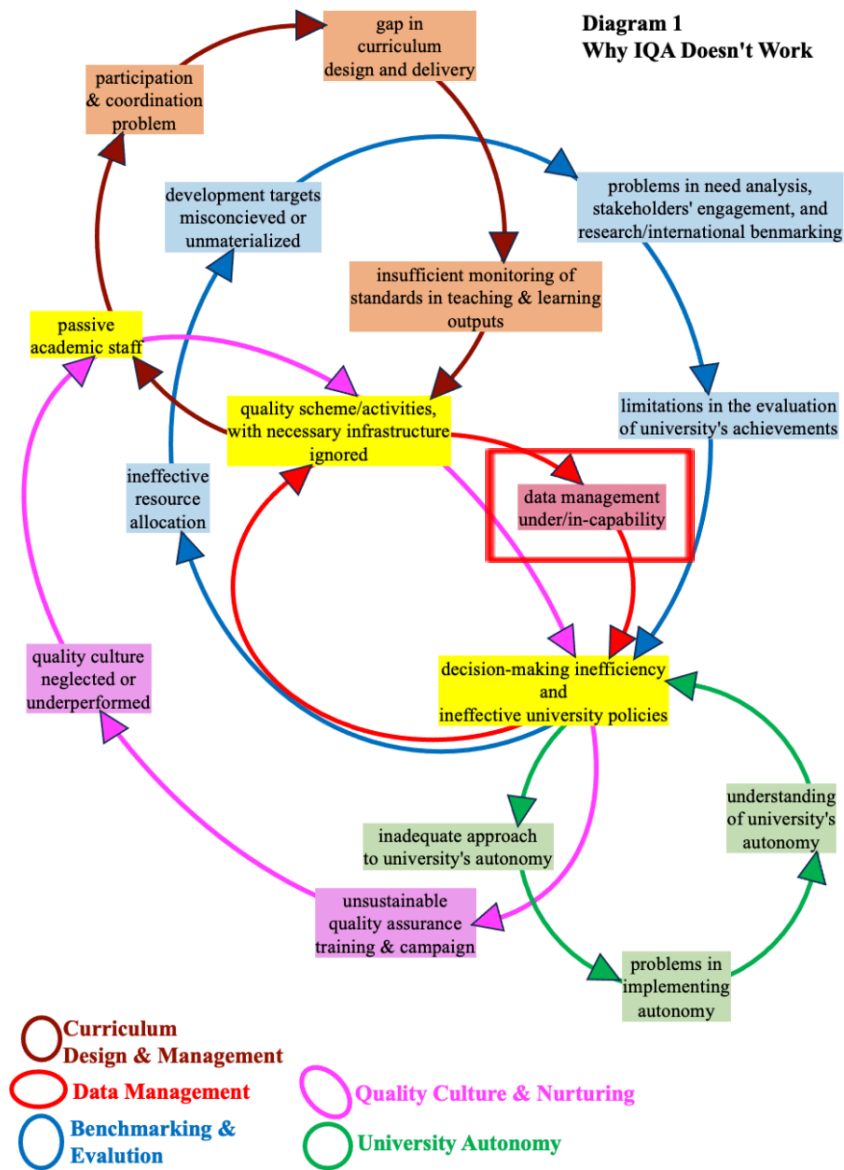 Diagram 1
Why IQA Doesn't Work
gap in
curriculum
design and delivery
participation
& coordination
problem
development targets
misconcieved or
unmaterialized
problems in need analysis,
stakeholders' engagement, and
research/international benmarking
insufficient monitoring of
standards in teaching & learning
outputs
passive
academic staff
quality scheme/activities,
with necessary infrastructure
ignored
limitations in the evaluation
of university's achievements
ineffective
resource
allocation
data management
under/in-capability
quality culture
neglected or
underperformed
decision-making inefficiency
and
ineffective university policies
understanding
of university's
autonomy
inadequate approach
to university's autonomy
unsustainable
quality assurance
training & campaign
problems in
implementing
autonomy
Curriculum
Design & Management
Data Management
Quality Culture & Nurturing
Benchmarking &
Evalution
University Autonomy